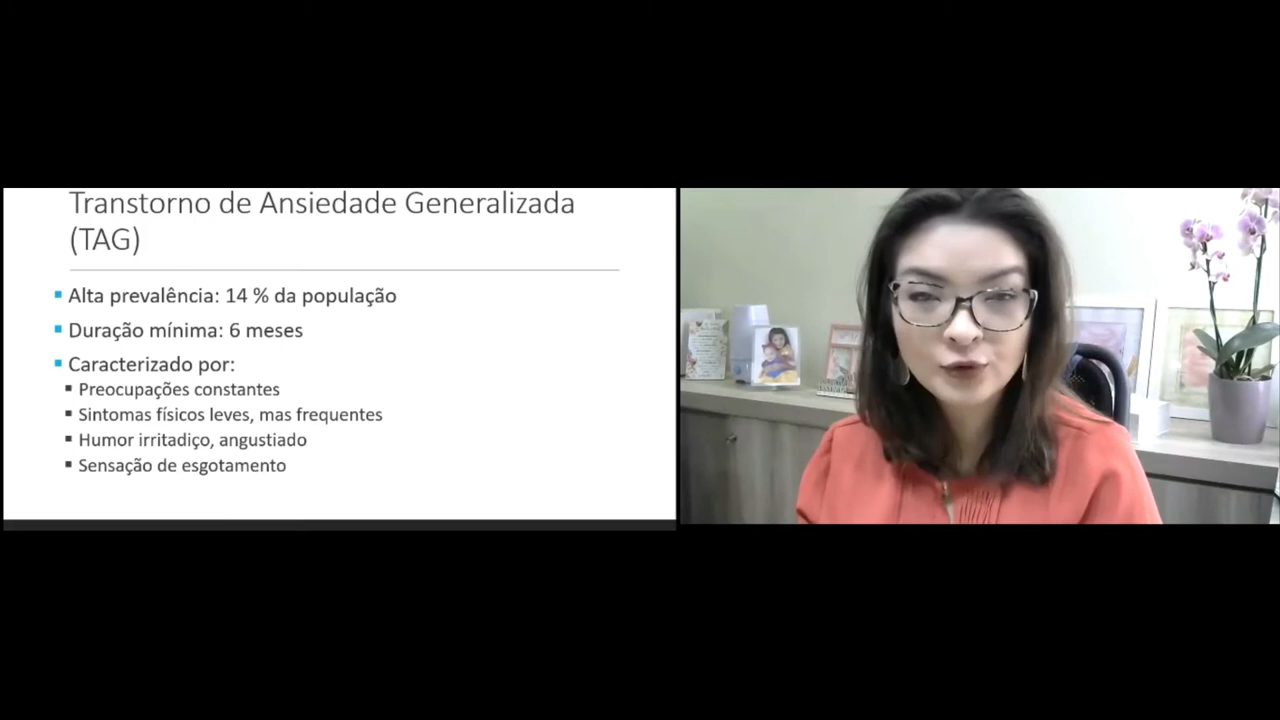 Transtorno de Ansiedade Generalizada
(TAG)
Alta prevalência: 14 % da população
Duração mínima: 6 meses
Caracterizado por:
Preocupações constantes
Sintomas físicos leves, mas frequentes
Humor irritadiço, angustiado
Sensação de esgotamento